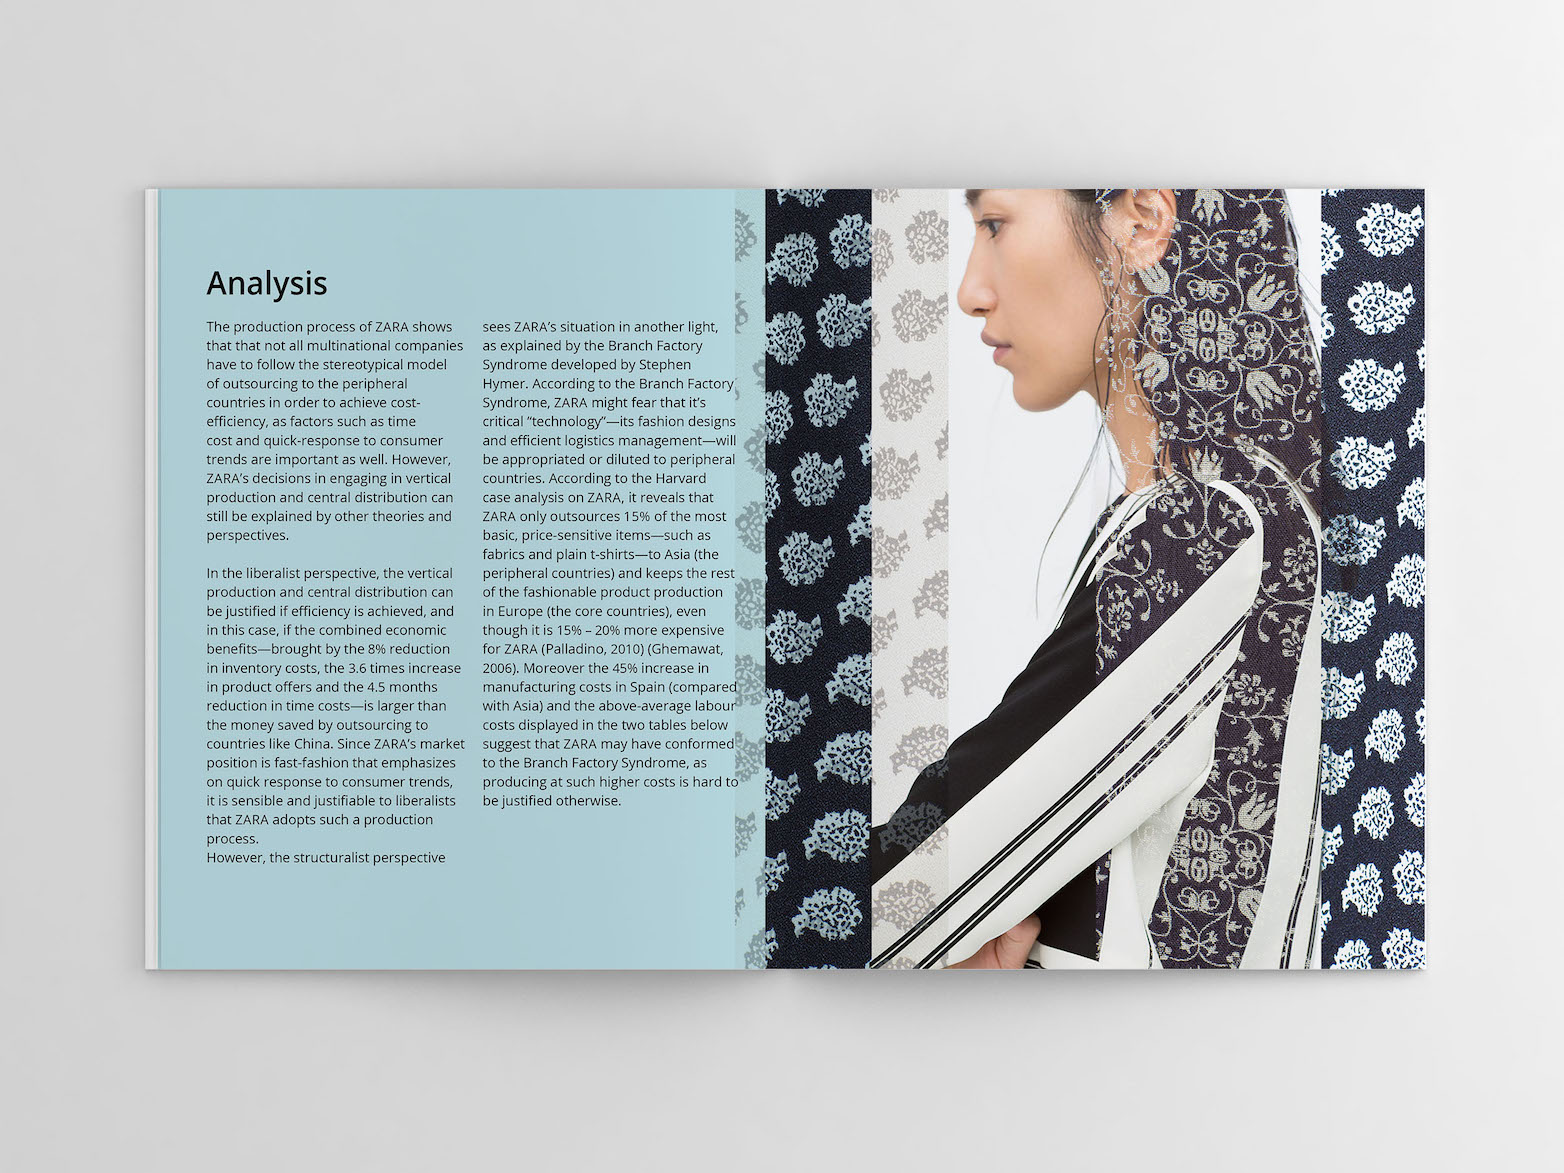 Analysis
The production process of ZARA shows
that that not all multinational companies
have to follow the stereotypical model
of outsourcing to the peripheral
countries in order to achieve cost-
efficiency, as factors such as time
cost and quick-response to consumer
trends are important as well. However,
ZARA's decisions in engaging in vertical
production and central distribution can
still be explained by other theories and
perspectives.
In the liberalist perspective, the vertical
production and central distribution can
be justified if efficiency is achieved, and
in this case, if the combined economic
benefits—brought by the 8% reduction
in inventory costs, the 3.6 times increase
in product offers and the 4.5 months
reduction in time costs—is larger than
the money saved by outsourcing to
countries like China. Since ZARA's market
position is fast-fashion that emphasizes
on quick response to consumer trends,
it is sensible and justifiable to liberalists
that ZARA adopts such a production
process.
However, the structuralist perspective
sees ZARA's situation in another light,
as explained by the Branch Factory
Syndrome developed by Stephen
Hymer. According to the Branch Factory
Syndrome, ZARA might fear that it's
critical "technology"—its fashion designs
and efficient logistics management—will
be appropriated or diluted to peripheral
countries. According to the Harvard
case analysis on ZARA, it reveals that
ZARA only outsources 15% of the most
basic, price-sensitive items—such as
fabrics and plain t-shirts—to Asia (the
peripheral countries) and keeps the rest
of the fashionable product production
in Europe (the core countries), even
though it is 15% – 20% more expensive
for ZARA (Palladino, 2010) (Ghemawat,
2006). Moreover the 45% increase in
manufacturing costs in Spain (compared
with Asia) and the above-average labour
costs displayed in the two tables below
suggest that ZARA may have conformed
to the Branch Factory Syndrome, as
producing at such higher costs is hard to
be justified otherwise.